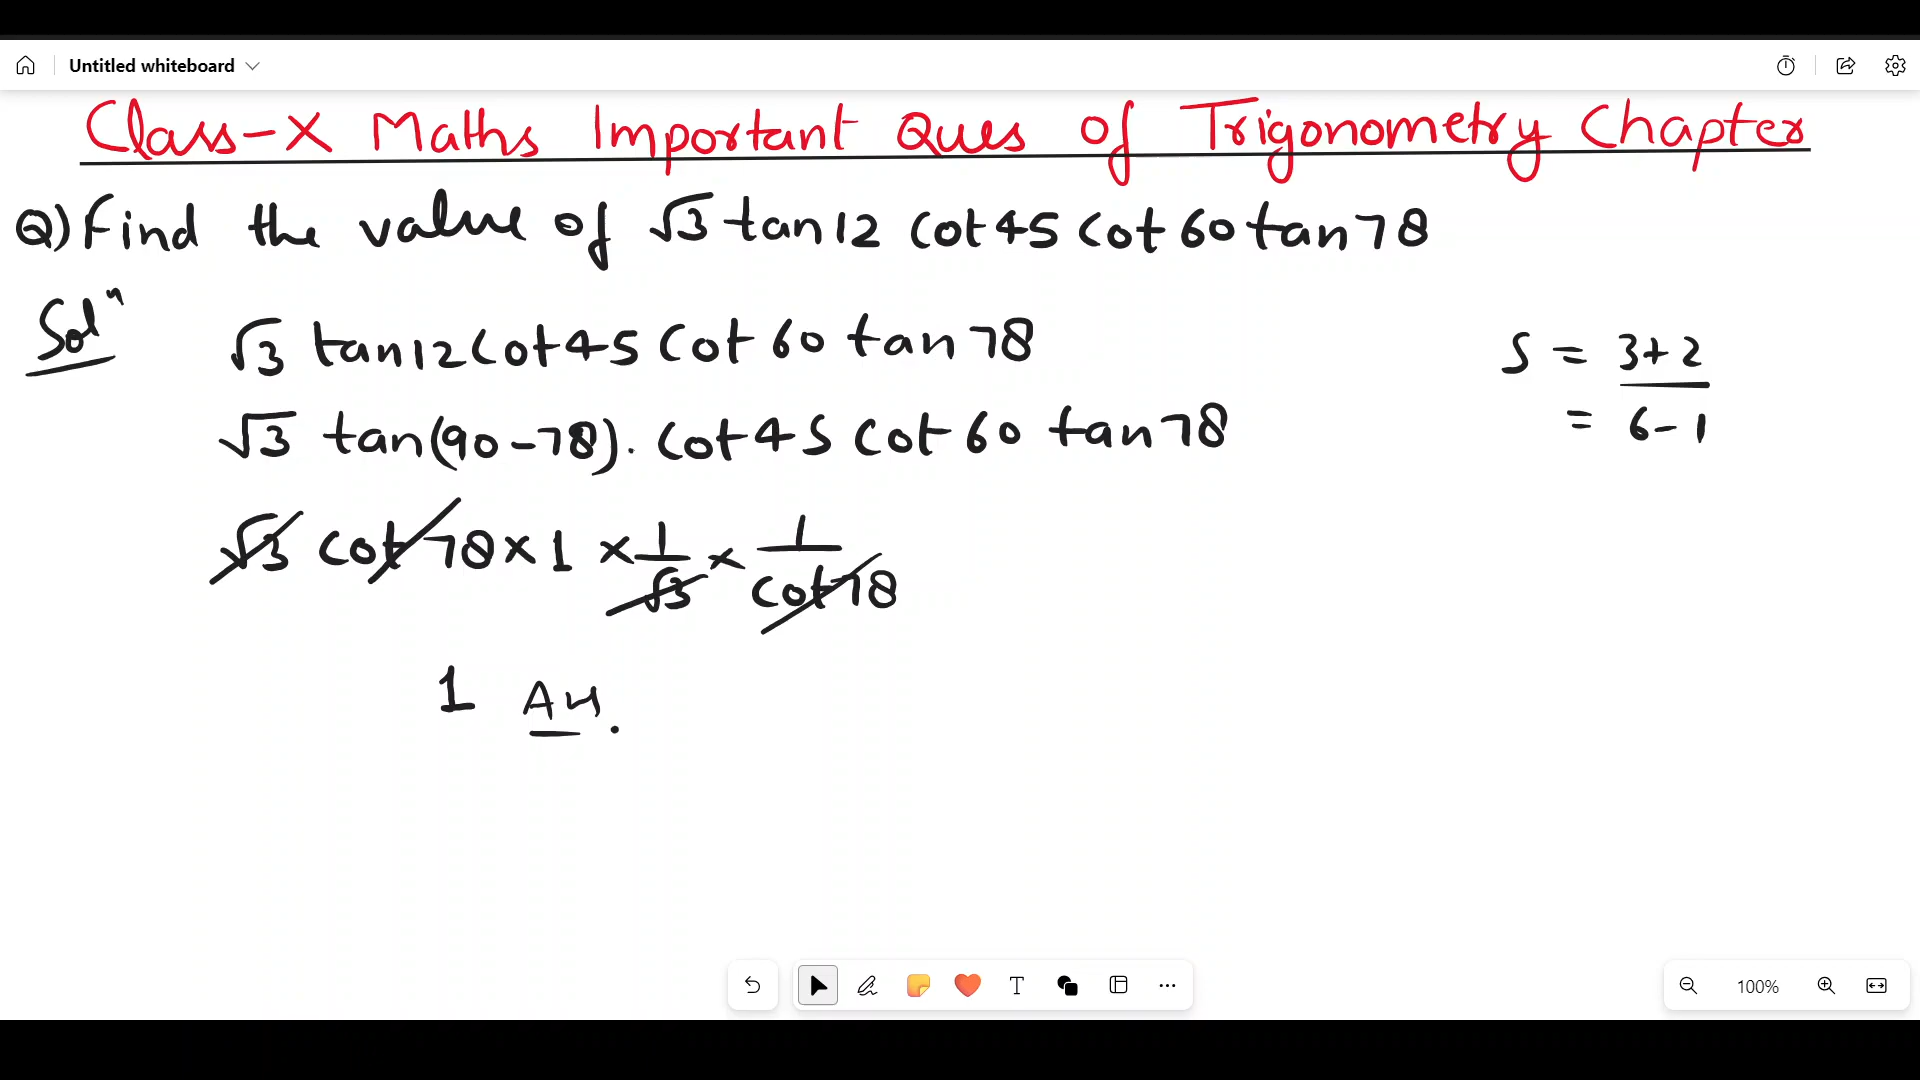 Untitled whiteboard
Class-X Maths Important Ques of Trigonometry Chapter
Q) Find the value of √3 tan12 cot45 cot60 tan78
Solⁿ
√3 tan12 cot45 cot60 tan78
√3 tan(90-78). cot45 cot60 tan78
√3 cot78 x 1 x 1/√3 x 1/cot78
1 Ans.
5 = 3+2
= 6-1
100%